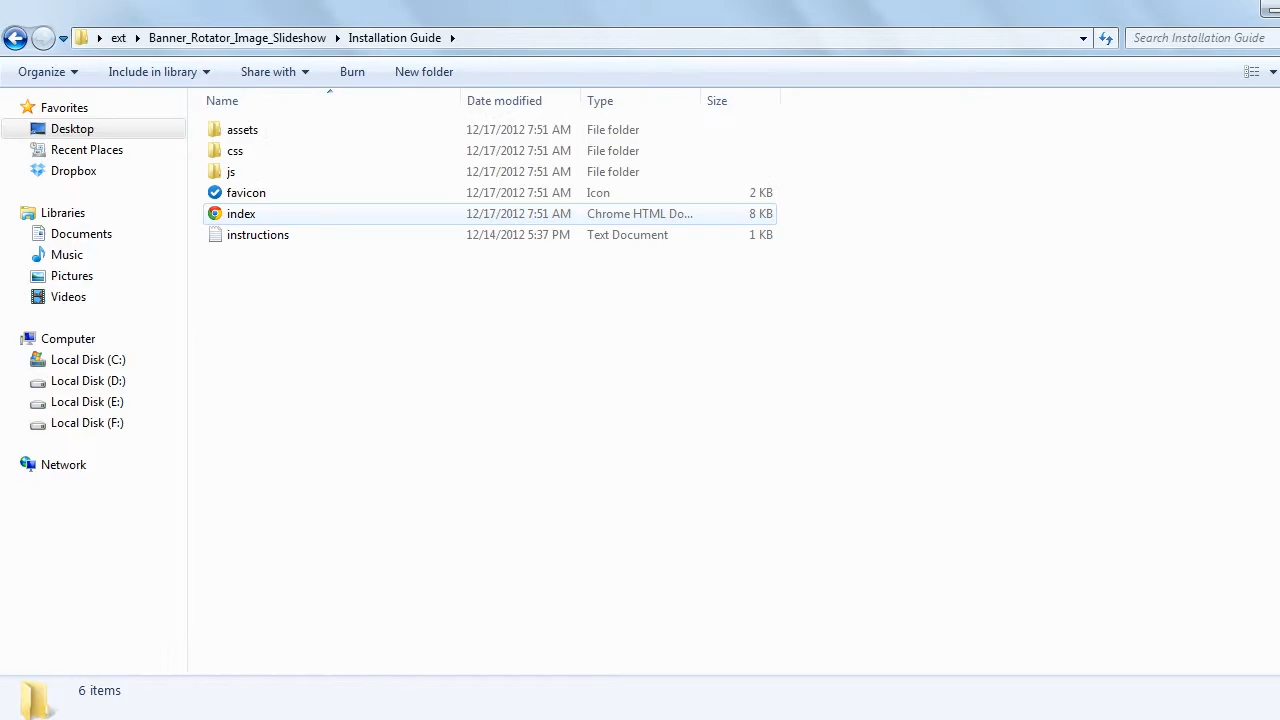 ext Banner_Rotator_Image_Slideshow Installation Guide
Search Installation Guide
Organize Include in library Share with Burn New folder
Name Date modified Type Size
Favorites
Desktop
Recent Places
Dropbox
Libraries
Documents
Music
Pictures
Videos
Computer
Local Disk (C:)
Local Disk (D:)
Local Disk (E:)
Local Disk (F:)
Network
assets 12/17/2012 7:51 AM File folder
css 12/17/2012 7:51 AM File folder
js 12/17/2012 7:51 AM File folder
favicon 12/17/2012 7:51 AM Icon 2 KB
index 12/17/2012 7:51 AM Chrome HTML Do... 8 KB
instructions 12/14/2012 5:37 PM Text Document 1 KB
6 items